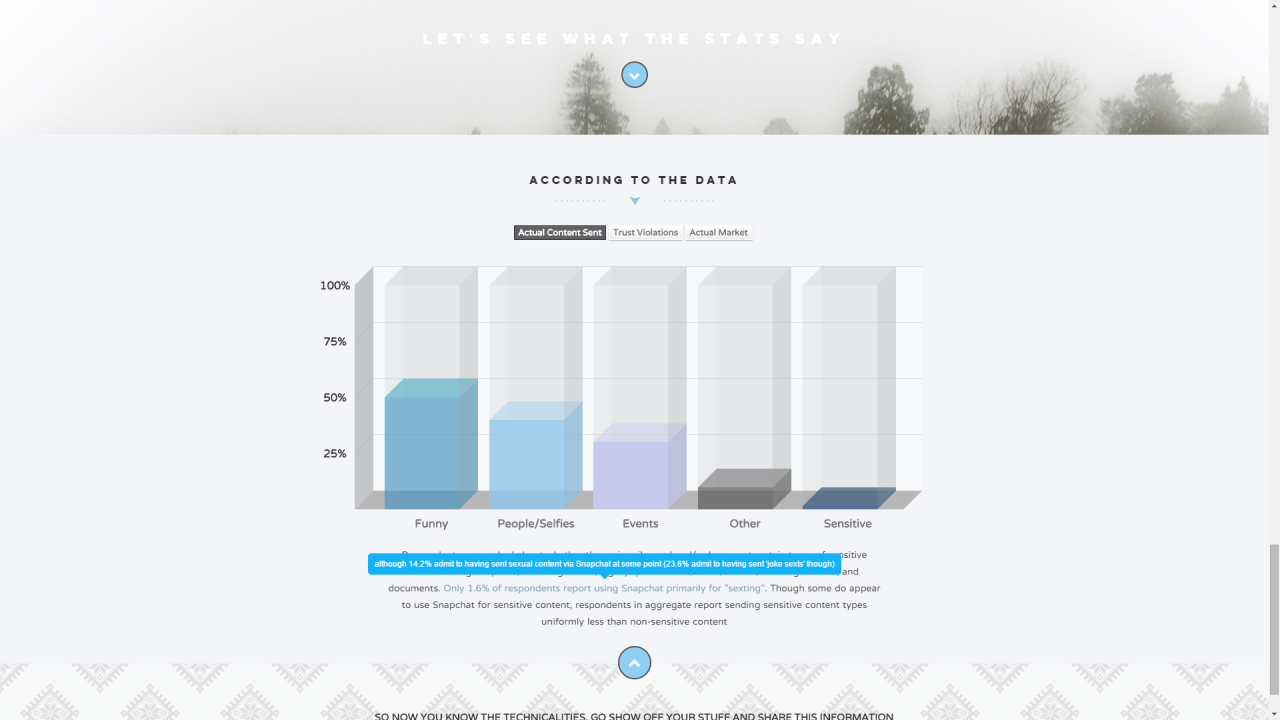 LET'S SEE WHAT THE STATS SAY
ACCORDING TO THE DATA
Actual Content Sent Trust Violations Actual Market
100%
75%
50%
25%
Funny People/Selfies Events Other Sensitive
although 14.2% admit to having sent sexual content via Snapchat at some point (23.6% admit to having sent 'joke sexts' though)
and
documents. Only 1.6% of respondents report using Snapchat primarily for "sexting". Though some do appear
to use Snapchat for sensitive content, respondents in aggregate report sending sensitive content types
uniformly less than non-sensitive content
SO NOW YOU KNOW THE TECHNICALITIES, GO SHOW OFF YOUR STUFF AND SHARE THIS INFORMATION